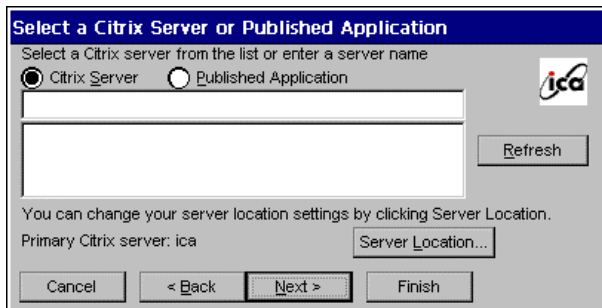 Select a Citrix Server or Published Application
Select a Citrix server from the list or enter a server name
Citrix Server Published Application
ica
Refresh
You can change your server location settings by clicking Server Location.
Primary Citrix server: ica Server Location...
Cancel < Back Next > Finish